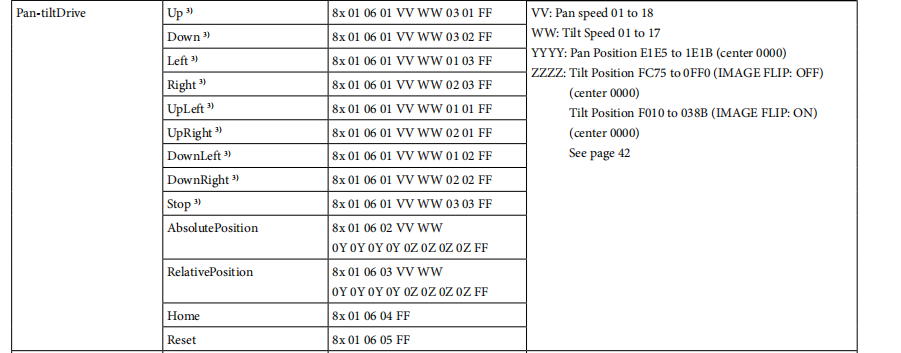 Pan-tiltDrive
Up ³⁾ 8x 01 06 01 VV WW 03 01 FF
Down ³⁾ 8x 01 06 01 VV WW 03 02 FF
Left ³⁾ 8x 01 06 01 VV WW 01 03 FF
Right ³⁾ 8x 01 06 01 VV WW 02 03 FF
UpLeft ³⁾ 8x 01 06 01 VV WW 01 01 FF
UpRight ³⁾ 8x 01 06 01 VV WW 02 01 FF
DownLeft ³⁾ 8x 01 06 01 VV WW 01 02 FF
DownRight ³⁾ 8x 01 06 01 VV WW 02 02 FF
Stop ³⁾ 8x 01 06 01 VV WW 03 03 FF
AbsolutePosition 8x 01 06 02 VV WW
0Y 0Y 0Y 0Y 0Z 0Z 0Z 0Z FF
RelativePosition 8x 01 06 03 VV WW
0Y 0Y 0Y 0Y 0Z 0Z 0Z 0Z FF
Home 8x 01 06 04 FF
Reset 8x 01 06 05 FF
VV: Pan speed 01 to 18
WW: Tilt Speed 01 to 17
YYYY: Pan Position E1E5 to 1E1B (center 0000)
ZZZZ: Tilt Position FC75 to 0FF0 (IMAGE FLIP: OFF)
(center 0000)
Tilt Position F010 to 038B (IMAGE FLIP: ON)
(center 0000)
See page 42